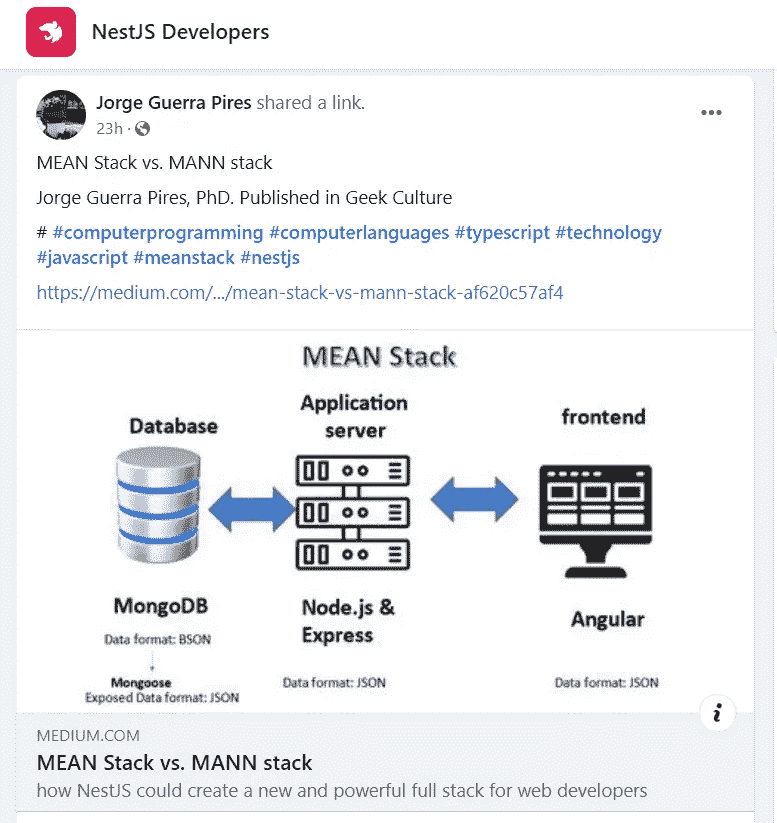 NestJS Developers
Jorge Guerra Pires shared a link.
23h ·
MEAN Stack vs. MANN stack
Jorge Guerra Pires, PhD. Published in Geek Culture
# #computerprogramming #computerlanguages #typescript #technology
#javascript #meanstack #nestjs
https://medium.com/.../mean-stack-vs-mann-stack-af620c57af4
MEAN Stack
Database
Application
server
frontend
MongoDB
Data format: BSON
Mongoose
Exposed Data format: JSON
Node.js &
Express
Data format: JSON
Angular
Data format: JSON
i
MEDIUM.COM
MEAN Stack vs. MANN stack
how NestJS could create a new and powerful full stack for web developers